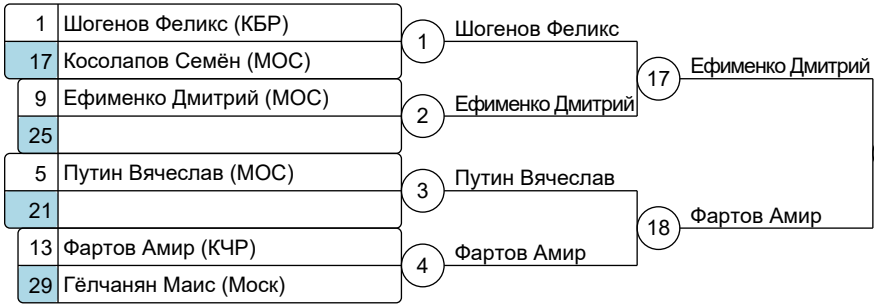 1 Шогенов Феликс (КБР)
17 Косолапов Семён (МОС)
9 Ефименко Дмитрий (МОС)
25
5 Путин Вячеслав (МОС)
21
13 Фартов Амир (КЧР)
29 Гёлчанян Маис (Моск)
1 Шогенов Феликс
2 Ефименко Дмитрий
3 Путин Вячеслав
4 Фартов Амир
17 Ефименко Дмитрий
18 Фартов Амир